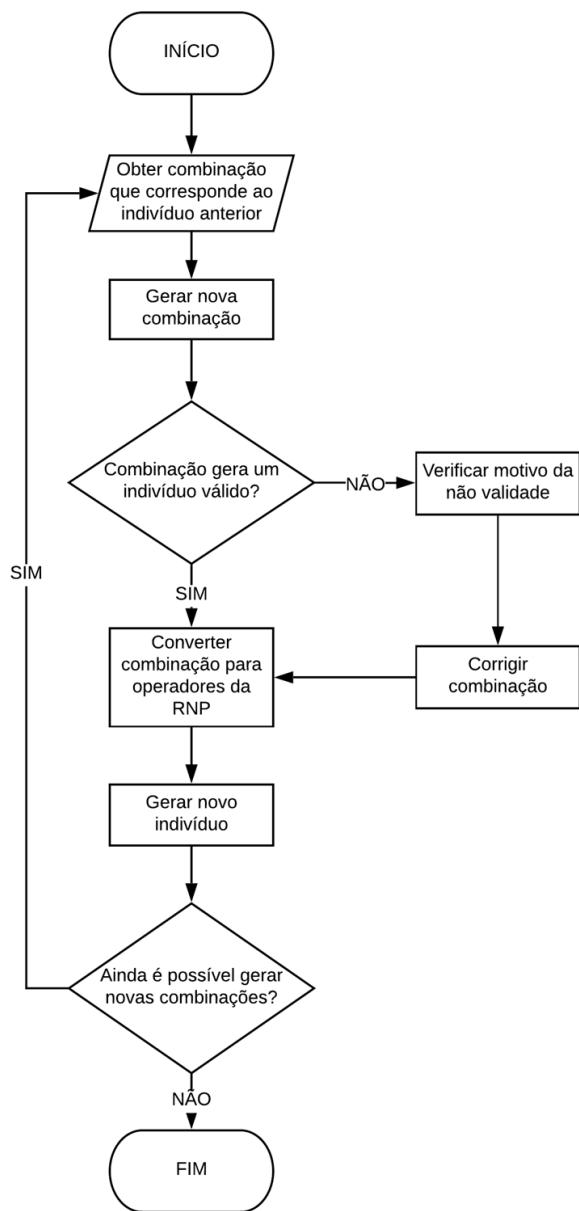 INÍCIO
Obter combinação
que corresponde ao
indivíduo anterior
Gerar nova
combinação
Combinação gera um
indivíduo válido?
NÃO
Verificar motivo da
não validade
SIM
SIM
Converter
combinação para
operadores da
RNP
Corrigir
combinação
Gerar novo
indivíduo
Ainda é possível gerar
novas combinações?
NÃO
FIM